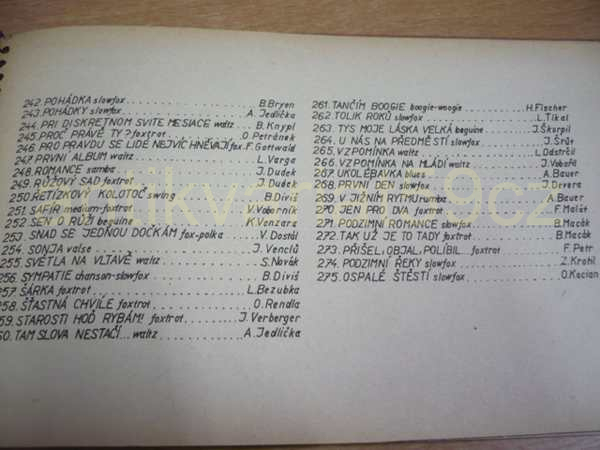 242. POHÁDKA slowfox.......B. Bryen
243. POHÁDKY slowfox.......A. Jedlička
244. PRI DISKRETNOM SVITE MESIACE waltz...B. Knypl
245. PROČ PRÁVĚ TY? foxtrot.......O. Petránek
246. PRO PRAVDU SE LIDÉ NEJVÍC HNĚVAJÍ fox. F. Gottwald
247. PRVNÍ ALBUM waltz.......L. Varga
248. ROMANCE samba.......J. Dudek
249. RŮŽOVÝ SAD foxtrot.......J. Dudek
250. ŘETÍZKOVÝ KOLOTOČ swing.......B. Diviš
251. SAFÍR medium-foxtrot.......V. Vabornik
252. SEN O RŮŽI beguine.......K. Venzara
253. SNAD SE JEDNOU DOČKÁM fox-polka...V. Dostál
254. SONJA valse.......J. Venclů
255. SVĚTLA NA VLTAVĚ waltz.......S. Novák
256. SYMPATIE chanson-slowfox.......B. Diviš
257. ŠÁRKA foxtrot.......L. Bezubka
258. ŠŤASTNÁ CHVÍLE foxtrot.......O. Rendla
259. STAROSTI HOĎ RYBÁM! foxtrot.......J. Verberger
60. TAM SLOVA NESTAČÍ... waltz.......A. Jedlička
261. TANČÍM BOOGIE boogie-woogie.......H. Fischer
262. TOLIK ROKŮ slowfox.......L. Tikal
263. TYS MOJE LÁSKA VELKÁ beguine...J. Škorpil
264. U NÁS NA PŘEDMĚSTÍ slowfox.......J. Šrůt
265. VZPOMÍNKA waltz.......L. Odstrčil
266. VZPOMÍNKA NA MLÁDÍ waltz.......J. Vobořil
267. UKOLÉBAVKA blues.......A. Bauer
268. PRVNÍ DEN slowfox.......J. Devera
269. V JIŽNÍM RYTMU rumba.......A. Bauer
270. JEN PRO DVA foxtrot.......F. Maléř
271. PODZIMNÍ ROMANCE slowfox.......B. Macák
272. TAK UŽ JE TO TADY foxtrot.......B. Macák
273. PŘIŠEL, OBJAL, POLÍBIL... foxtrot.......F. Petr
274. PODZIMNÍ ŘEKY slowfox.......Z. Krotil
275. OSPALÉ ŠTĚSTÍ slowfox.......O. Kocian